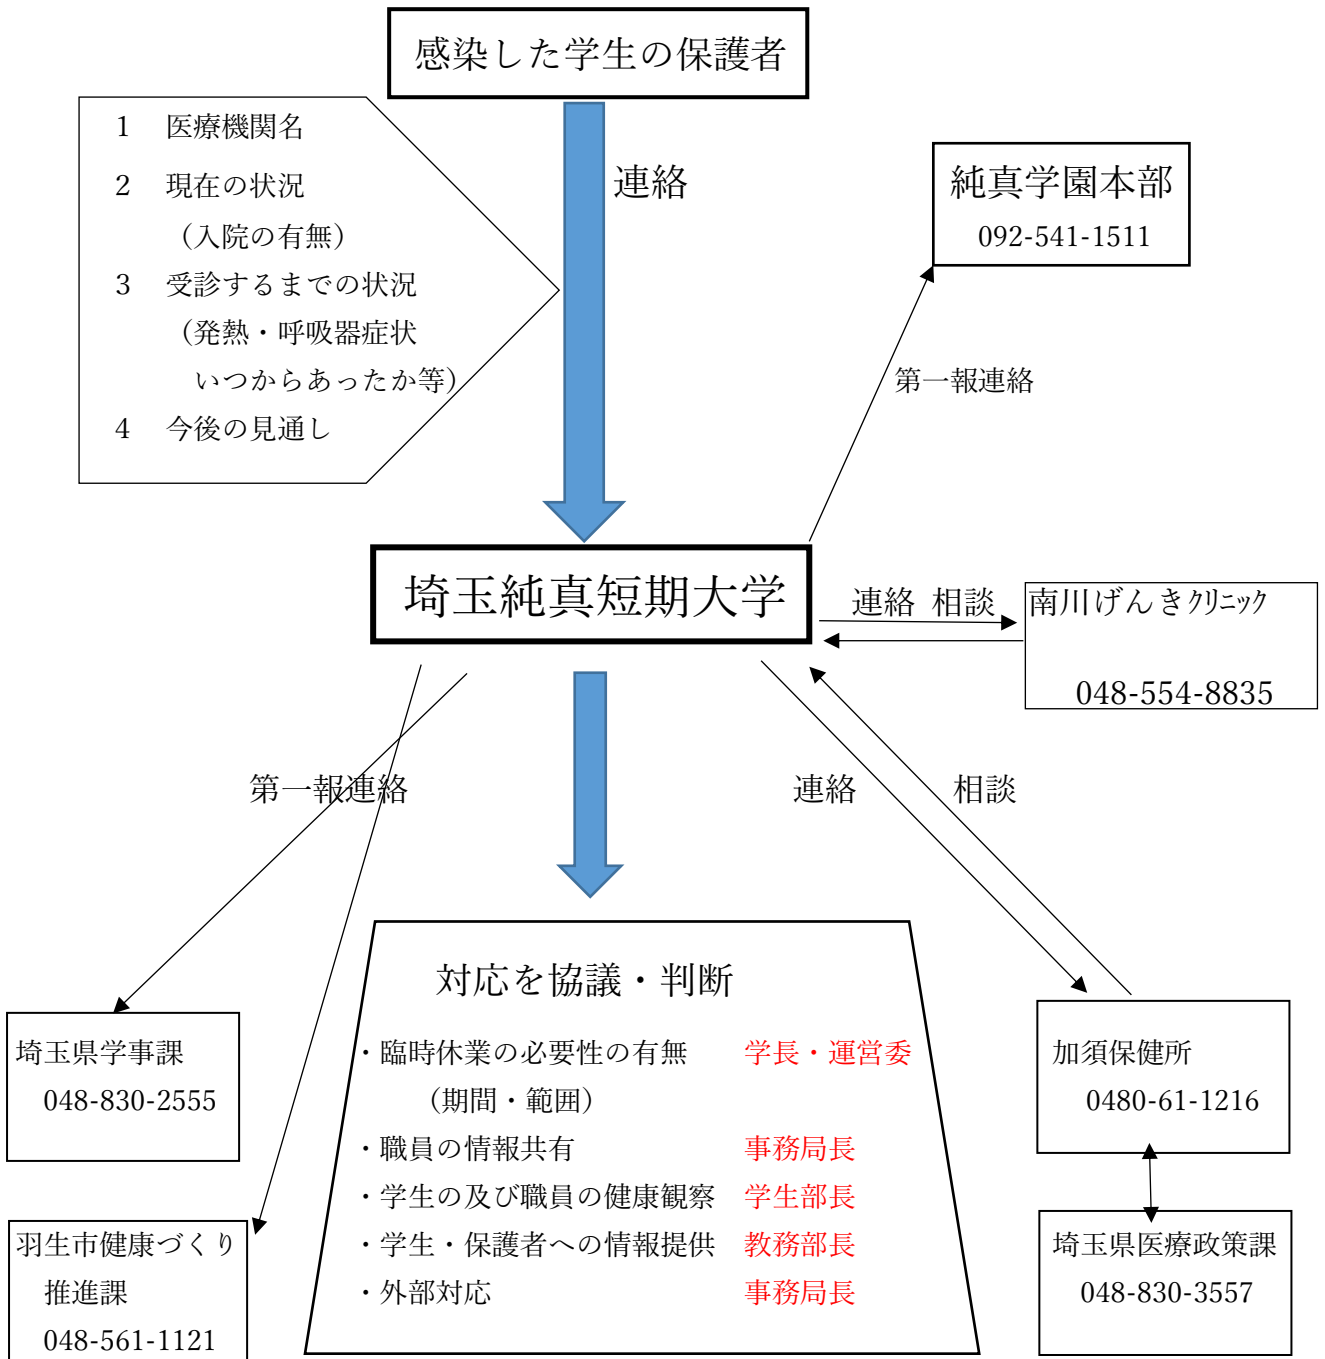 感染した学生の保護者
1 医療機関名
2 現在の状況
（入院の有無）
3 受診するまでの状況
（発熱・呼吸器症状
いつからあったか等）
4 今後の見通し
連絡
純真学園本部
092-541-1511
第一報連絡
埼玉純真短期大学
連絡 相談
南川げんきクリニック
048-554-8835
第一報連絡
連絡
相談
対応を協議・判断
・臨時休業の必要性の有無 学長・運営委
（期間・範囲）
・職員の情報共有 事務局長
・学生の及び職員の健康観察 学生部長
・学生・保護者への情報提供 教務部長
・外部対応 事務局長
埼玉県学事課
048-830-2555
羽生市健康づくり
推進課
048-561-1121
加須保健所
0480-61-1216
埼玉県医療政策課
048-830-3557